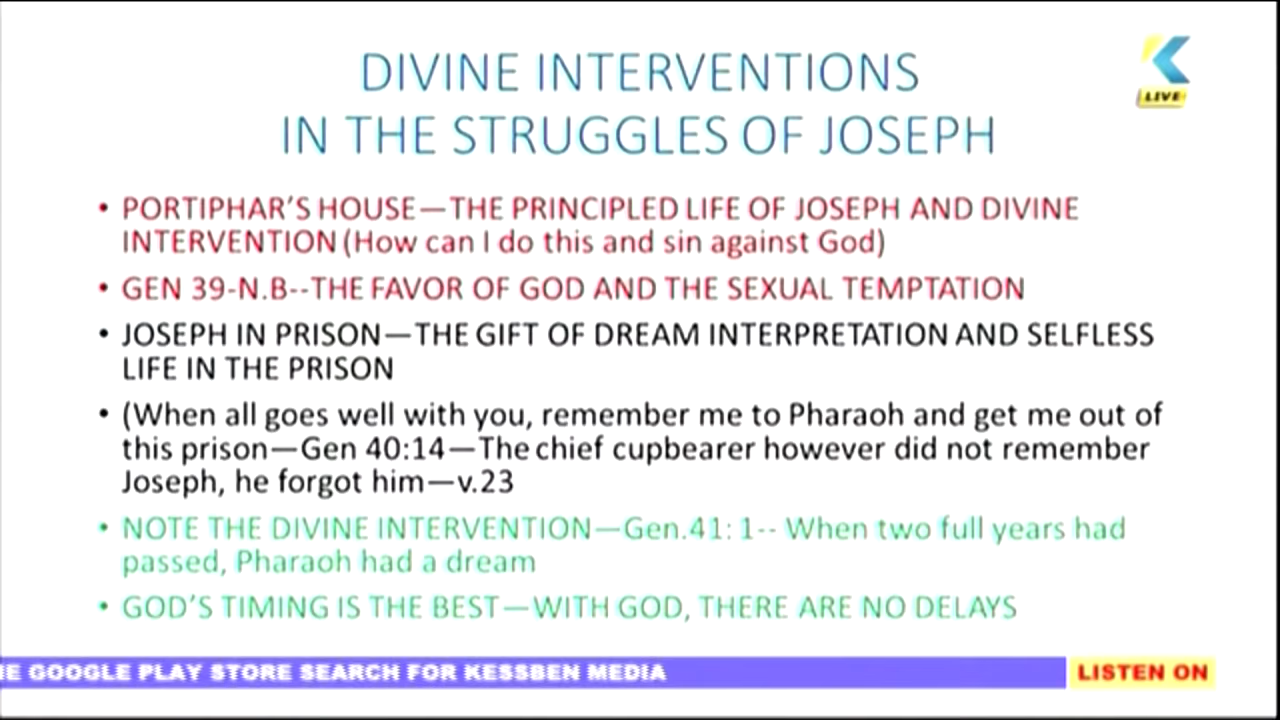 DIVINE INTERVENTIONS
IN THE STRUGGLES OF JOSEPH
LIVE
• PORTIPHAR'S HOUSE—THE PRINCIPLED LIFE OF JOSEPH AND DIVINE
INTERVENTION (How can I do this and sin against God)
• GEN 39-N.B--THE FAVOR OF GOD AND THE SEXUAL TEMPTATION
• JOSEPH IN PRISON—THE GIFT OF DREAM INTERPRETATION AND SELFLESS
LIFE IN THE PRISON
• (When all goes well with you, remember me to Pharaoh and get me out of
this prison—Gen 40:14—The chief cupbearer however did not remember
Joseph, he forgot him—v.23
• NOTE THE DIVINE INTERVENTION—Gen.41: 1-- When two full years had
passed, Pharaoh had a dream
• GOD'S TIMING IS THE BEST—WITH GOD, THERE ARE NO DELAYS
GOOGLE PLAY STORE SEARCH FOR KESSBEN MEDIA
LISTEN ON